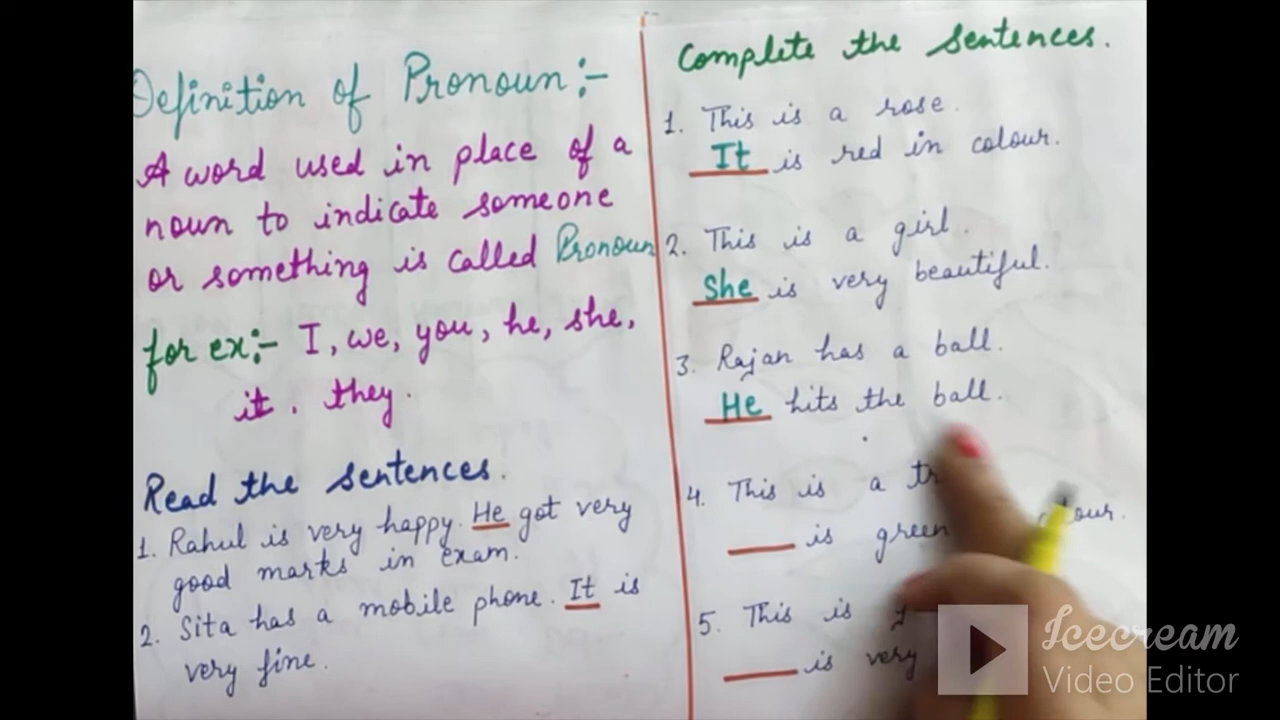 Definition of Pronoun:-
A word used in place of a
noun to indicate someone
or something is called Pronoun
for ex:- I, we, you, he, she,
it, they.
Read the sentences.
1. Rahul is very happy. He got very
good marks in exam.
2. Sita has a mobile phone. It is
very fine.
Complete the sentences.
1. This is a rose.
It is red in colour.
2. This is a girl.
She is very beautiful.
3. Rajan has a ball.
He hits the ball.
4. This is a
___ is green
5. This is
___ is very
Icecream
Video Editor